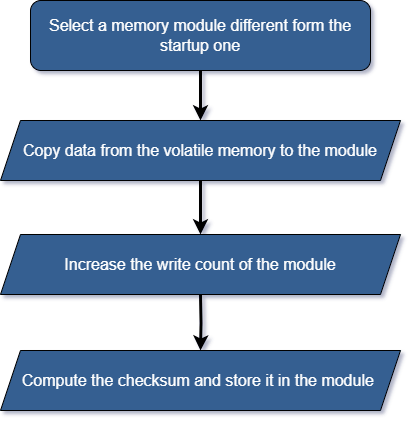 Select a memory module different form the
startup one
Copy data from the volatile memory to the module
Increase the write count of the module
Compute the checksum and store it in the module